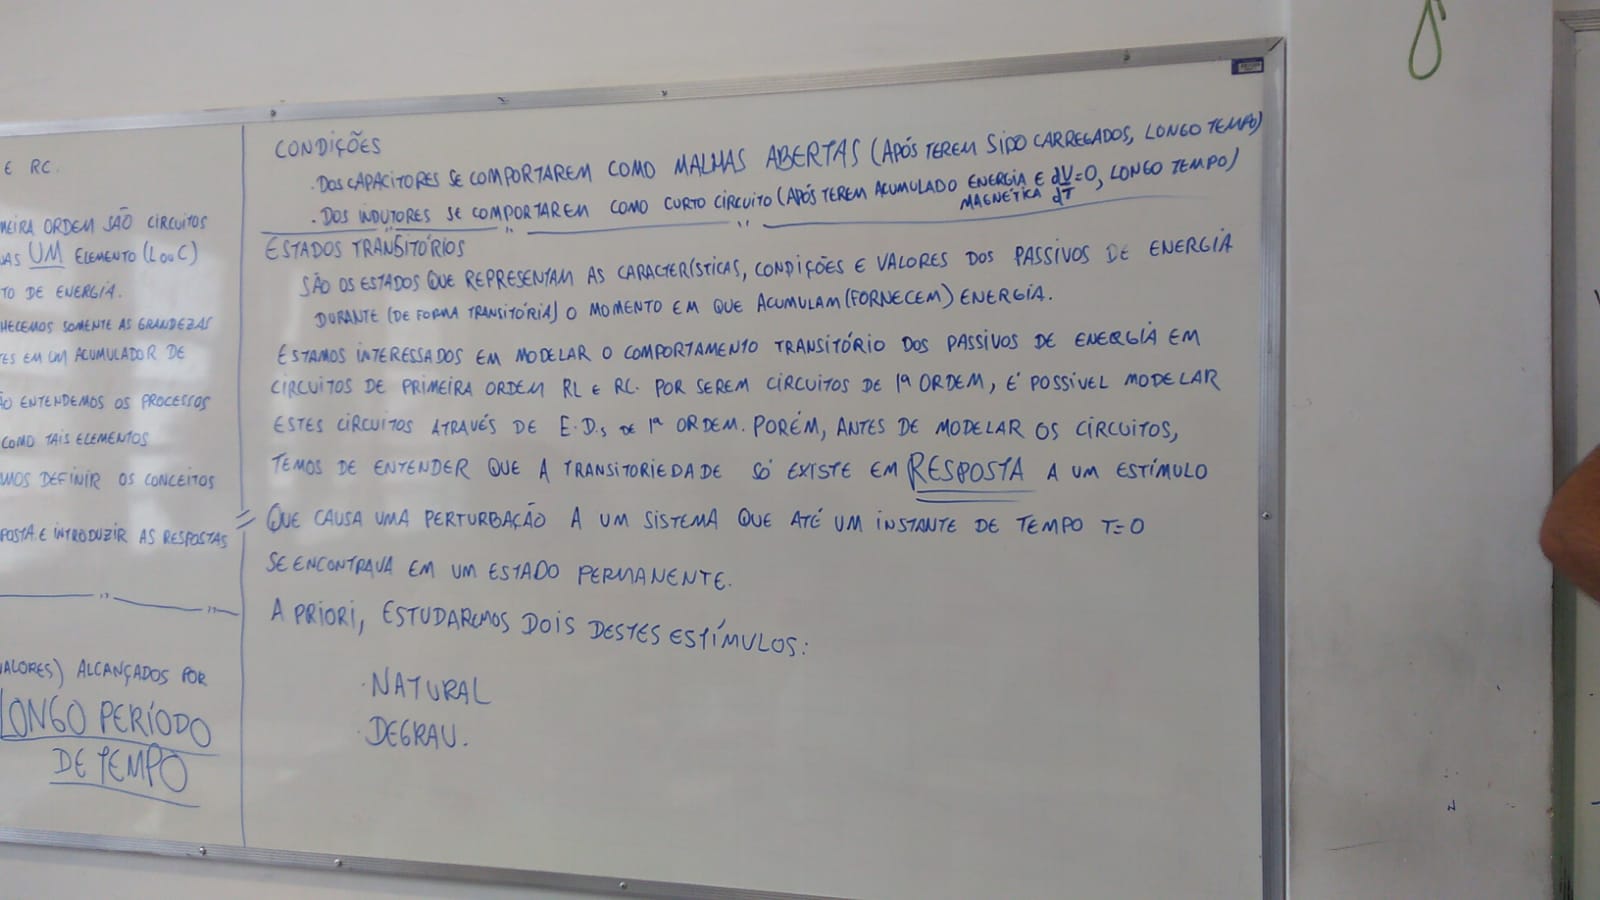 E RC.
MEIRA ORDEM SÃO CIRCUITOS
NAS UM ELEMENTO (L ou C)
TO DE ENERGIA.
HECEMOS SOMENTE AS GRANDEZAS
TES EM UM ACUMULADOR DE
ÃO ENTENDEMOS OS PROCESSOS
COMO TAIS ELEMENTOS
MOS DEFINIR OS CONCEITOS
POSTA E INTRODUZIR AS RESPOSTAS
VALORES) ALCANÇADOS POR
LONGO PERÍODO
DE TEMPO
CONDIÇÕES
. DOS CAPACITORES SE COMPORTAREM COMO MALHAS ABERTAS (APÓS TEREM SIDO CARREGADOS, LONGO TEMPO)
. DOS INDUTORES SE COMPORTAREM COMO CURTO CIRCUITO (APÓS TEREM ACUMULADO ENERGIA MAGNÉTICA E dV/dT=0, LONGO TEMPO)
ESTADOS TRANSITÓRIOS
SÃO OS ESTADOS QUE REPRESENTAM AS CARACTERÍSTICAS, CONDIÇÕES E VALORES DOS PASSIVOS DE ENERGIA
DURANTE (DE FORMA TRANSITÓRIA) O MOMENTO EM QUE ACUMULAM (FORNECEM) ENERGIA.
ESTAMOS INTERESSADOS EM MODELAR O COMPORTAMENTO TRANSITÓRIO DOS PASSIVOS DE ENERGIA EM
CIRCUITOS DE PRIMEIRA ORDEM RL E RC. POR SEREM CIRCUITOS DE 1ª ORDEM, É POSSÍVEL MODELAR
ESTES CIRCUITOS ATRAVÉS DE E.D.s DE 1ª ORDEM. PORÉM, ANTES DE MODELAR OS CIRCUITOS,
TEMOS DE ENTENDER QUE A TRANSITORIEDADE SÓ EXISTE EM RESPOSTA A UM ESTÍMULO
QUE CAUSA UMA PERTURBAÇÃO A UM SISTEMA QUE ATÉ UM INSTANTE DE TEMPO T=0
SE ENCONTRAVA EM UM ESTADO PERMANENTE.
A PRIORI, ESTUDAREMOS DOIS DESTES ESTÍMULOS:
. NATURAL
. DEGRAU.